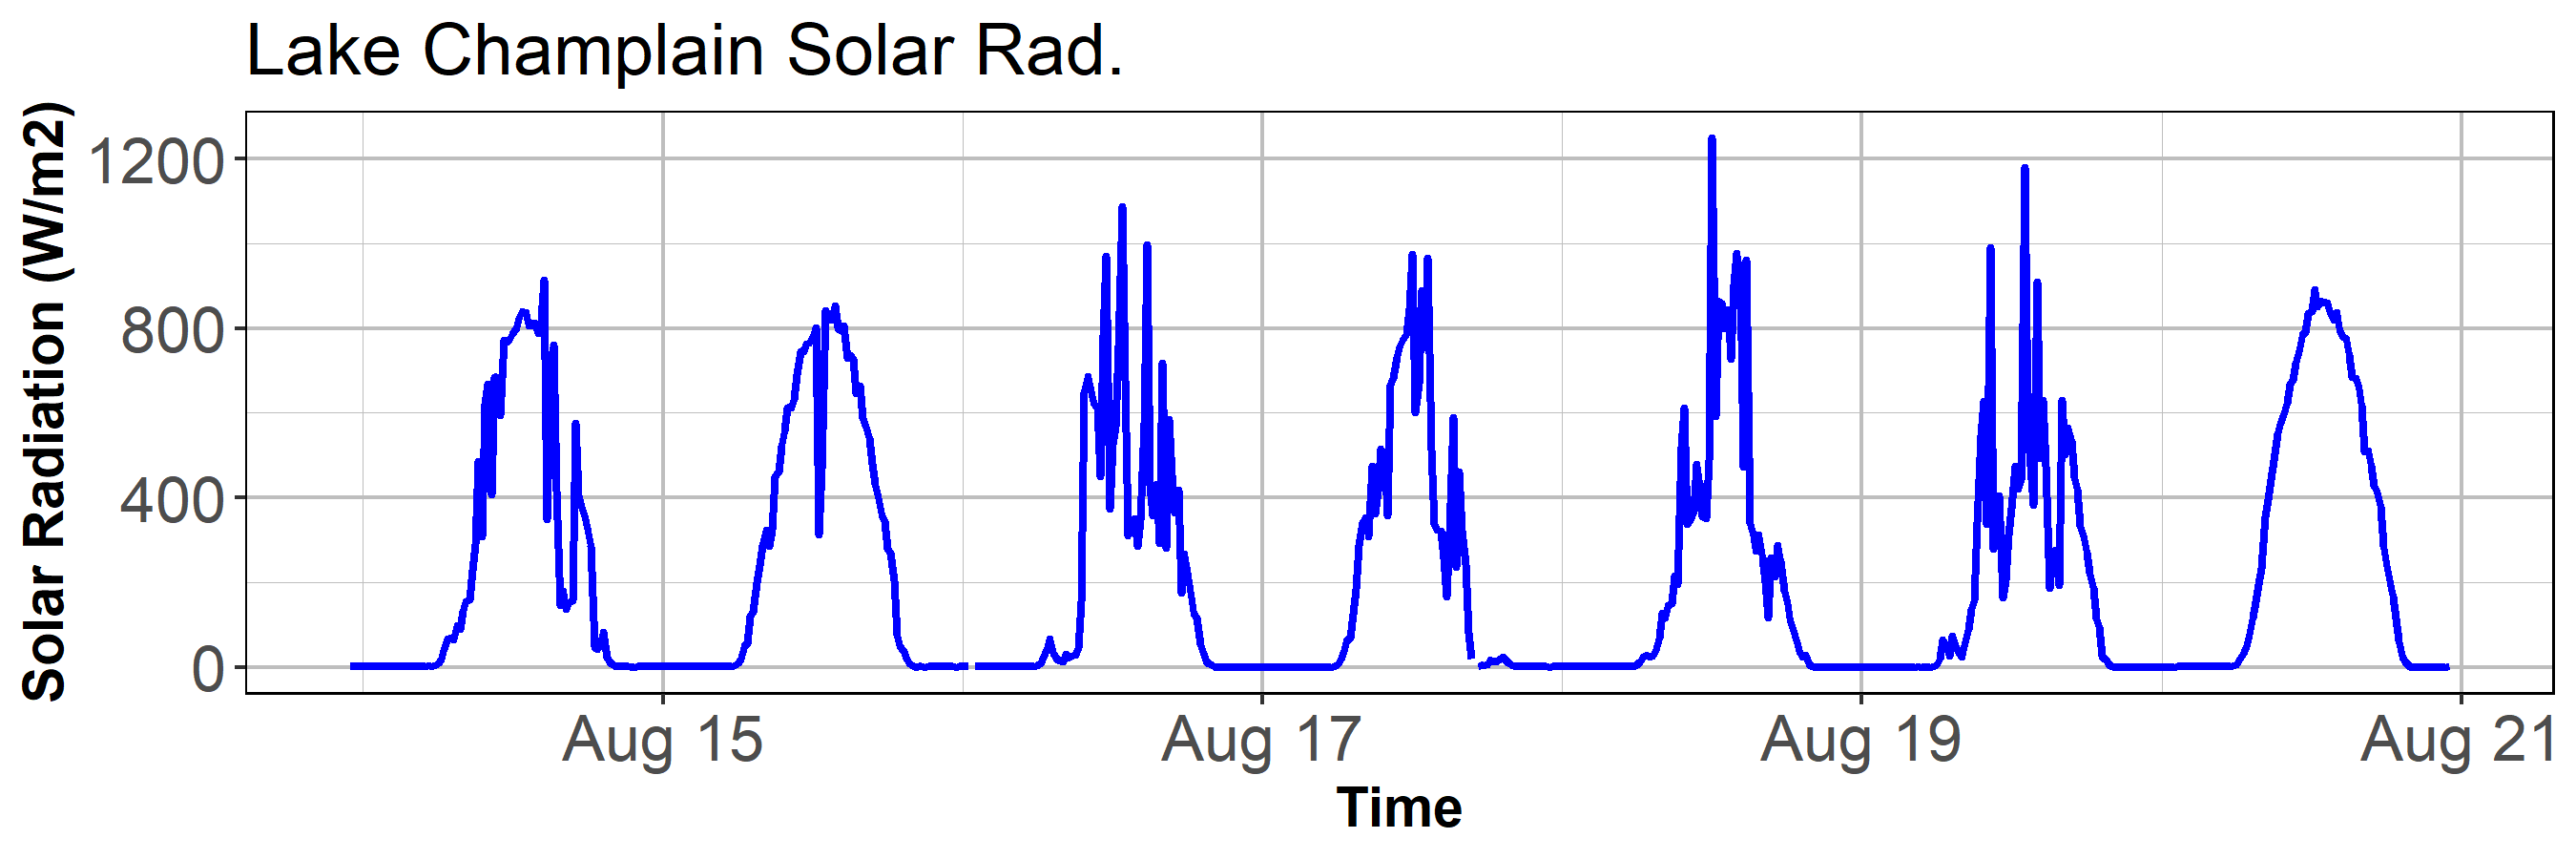 Lake Champlain Solar Rad.
Solar Radiation (W/m2)
1200
800
400
0
Aug 15 Aug 17 Aug 19 Aug 21
Time